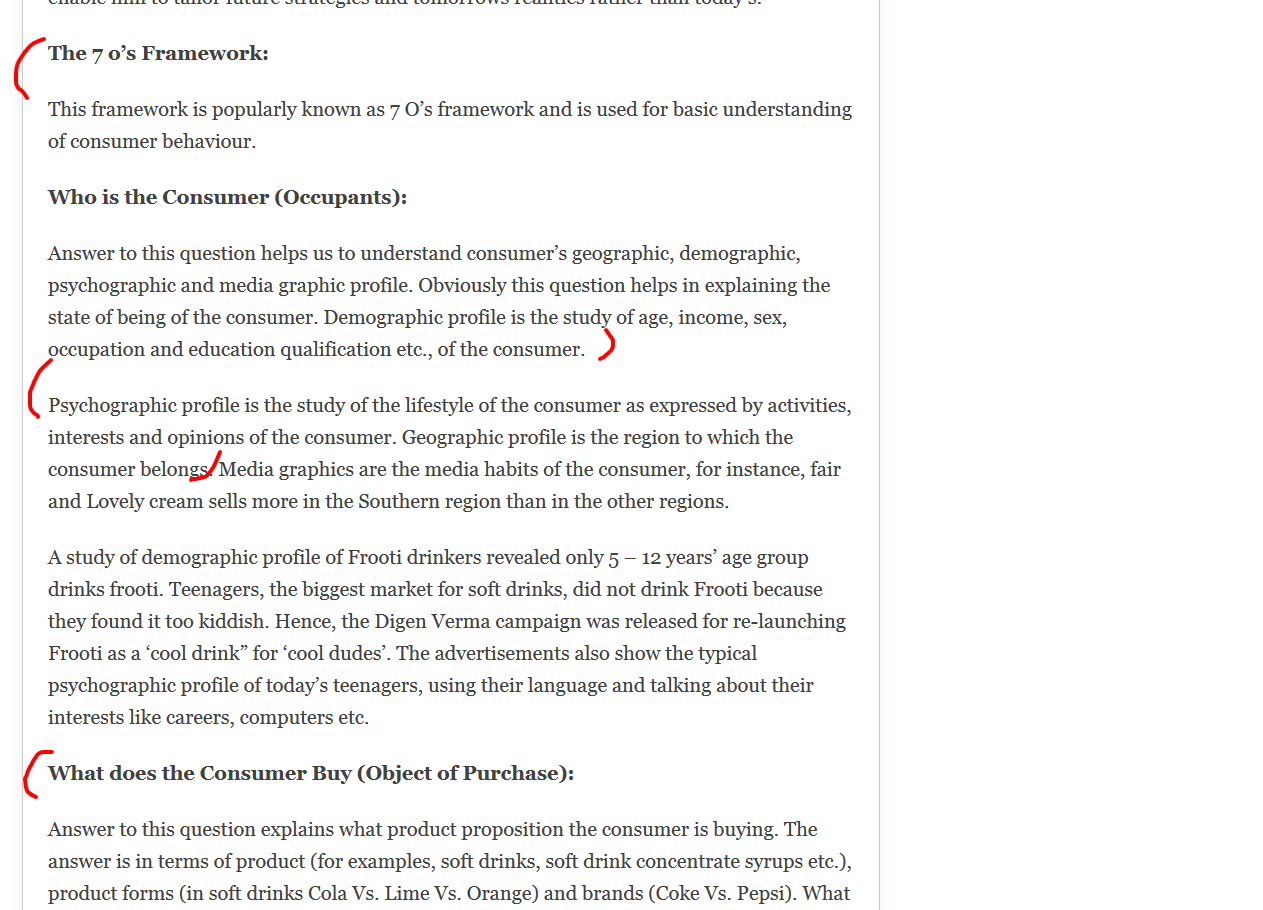 enable him to tailor future strategies and tomorrows realities rather than today's.
The 7 o’s Framework:
This framework is popularly known as 7 O’s framework and is used for basic understanding
of consumer behaviour.
Who is the Consumer (Occupants):
Answer to this question helps us to understand consumer’s geographic, demographic,
psychographic and media graphic profile. Obviously this question helps in explaining the
state of being of the consumer. Demographic profile is the study of age, income, sex,
occupation and education qualification etc., of the consumer.
Psychographic profile is the study of the lifestyle of the consumer as expressed by activities,
interests and opinions of the consumer. Geographic profile is the region to which the
consumer belongs. Media graphics are the media habits of the consumer, for instance, fair
and Lovely cream sells more in the Southern region than in the other regions.
A study of demographic profile of Frooti drinkers revealed only 5 – 12 years’ age group
drinks frooti. Teenagers, the biggest market for soft drinks, did not drink Frooti because
they found it too kiddish. Hence, the Digen Verma campaign was released for re-launching
Frooti as a ‘cool drink” for ‘cool dudes’. The advertisements also show the typical
psychographic profile of today’s teenagers, using their language and talking about their
interests like careers, computers etc.
What does the Consumer Buy (Object of Purchase):
Answer to this question explains what product proposition the consumer is buying. The
answer is in terms of product (for examples, soft drinks, soft drink concentrate syrups etc.),
product forms (in soft drinks Cola Vs. Lime Vs. Orange) and brands (Coke Vs. Pepsi). What